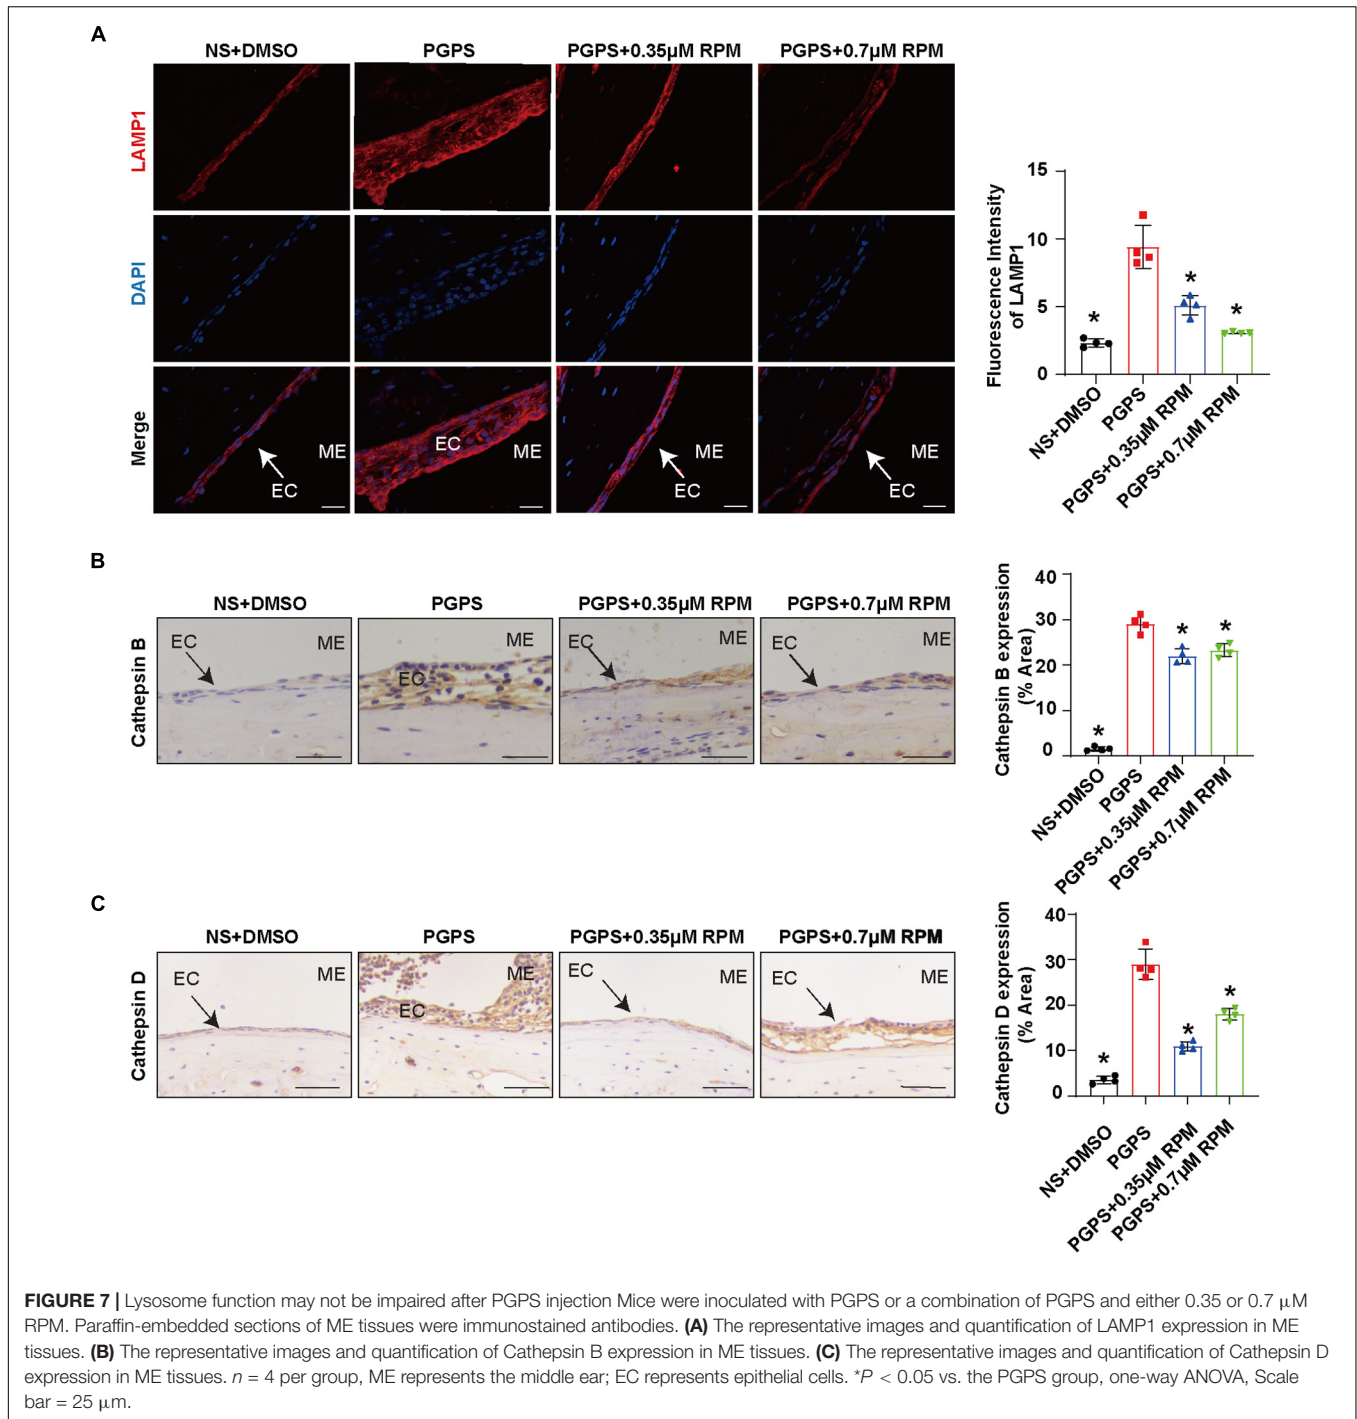 A
NS+DMSO PGPS PGPS+0.35μM RPM PGPS+0.7μM RPM
LAMP1
DAPI
Merge
EC ME
EC ME
EC ME
EC ME
Fluorescence Intensity
of LAMP1
15
10
5
0
*
*
*
NS+DMSO
PGPS
PGPS+0.35μM RPM
PGPS+0.7μM RPM
B
NS+DMSO PGPS PGPS+0.35μM RPM PGPS+0.7μM RPM
Cathepsin B
EC ME
EC ME
EC ME
EC ME
Cathepsin B expression
(% Area)
40
30
20
10
0
*
*
*
NS+DMSO
PGPS
PGPS+0.35μM RPM
PGPS+0.7μM RPM
C
NS+DMSO PGPS PGPS+0.35μM RPM PGPS+0.7μM RPM
Cathepsin D
EC ME
EC ME
EC ME
EC ME
Cathepsin D expression
(% Area)
40
30
20
10
0
*
*
*
NS+DMSO
PGPS
PGPS+0.35μM RPM
PGPS+0.7μM RPM
FIGURE 7 | Lysosome function may not be impaired after PGPS injection Mice were inoculated with PGPS or a combination of PGPS and either 0.35 or 0.7 μM
RPM. Paraffin-embedded sections of ME tissues were immunostained antibodies. (A) The representative images and quantification of LAMP1 expression in ME
tissues. (B) The representative images and quantification of Cathepsin B expression in ME tissues. (C) The representative images and quantification of Cathepsin D
expression in ME tissues. n = 4 per group, ME represents the middle ear; EC represents epithelial cells. *P < 0.05 vs. the PGPS group, one-way ANOVA, Scale
bar = 25 μm.